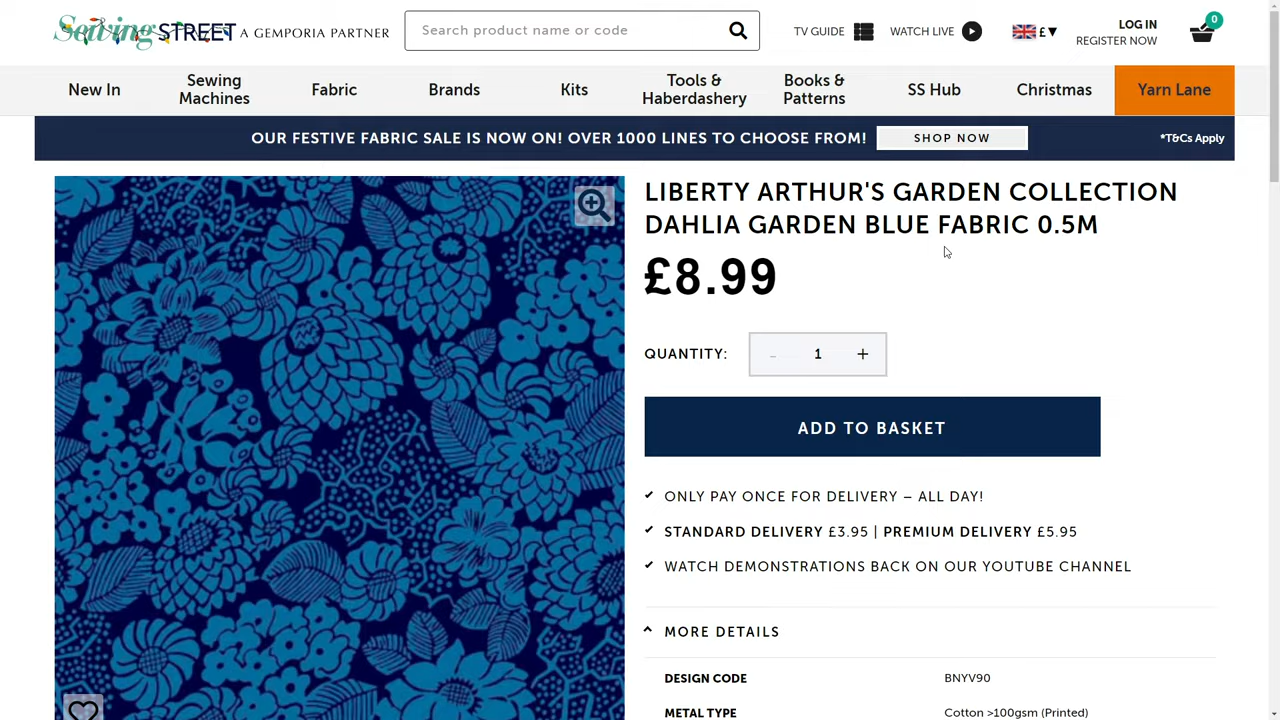 Sewing STREET A GEMPORIA PARTNER
Search product name or code
TV GUIDE
WATCH LIVE
£▼
LOG IN
REGISTER NOW
0
New In
Sewing
Machines
Fabric
Brands
Kits
Tools &
Haberdashery
Books &
Patterns
SS Hub
Christmas
Yarn Lane
OUR FESTIVE FABRIC SALE IS NOW ON! OVER 1000 LINES TO CHOOSE FROM!
SHOP NOW
*T&Cs Apply
LIBERTY ARTHUR'S GARDEN COLLECTION
DAHLIA GARDEN BLUE FABRIC 0.5M
£8.99
QUANTITY: - 1 +
ADD TO BASKET
ONLY PAY ONCE FOR DELIVERY – ALL DAY!
STANDARD DELIVERY £3.95 | PREMIUM DELIVERY £5.95
WATCH DEMONSTRATIONS BACK ON OUR YOUTUBE CHANNEL
MORE DETAILS
DESIGN CODE BNYV90
METAL TYPE Cotton >100gsm (Printed)